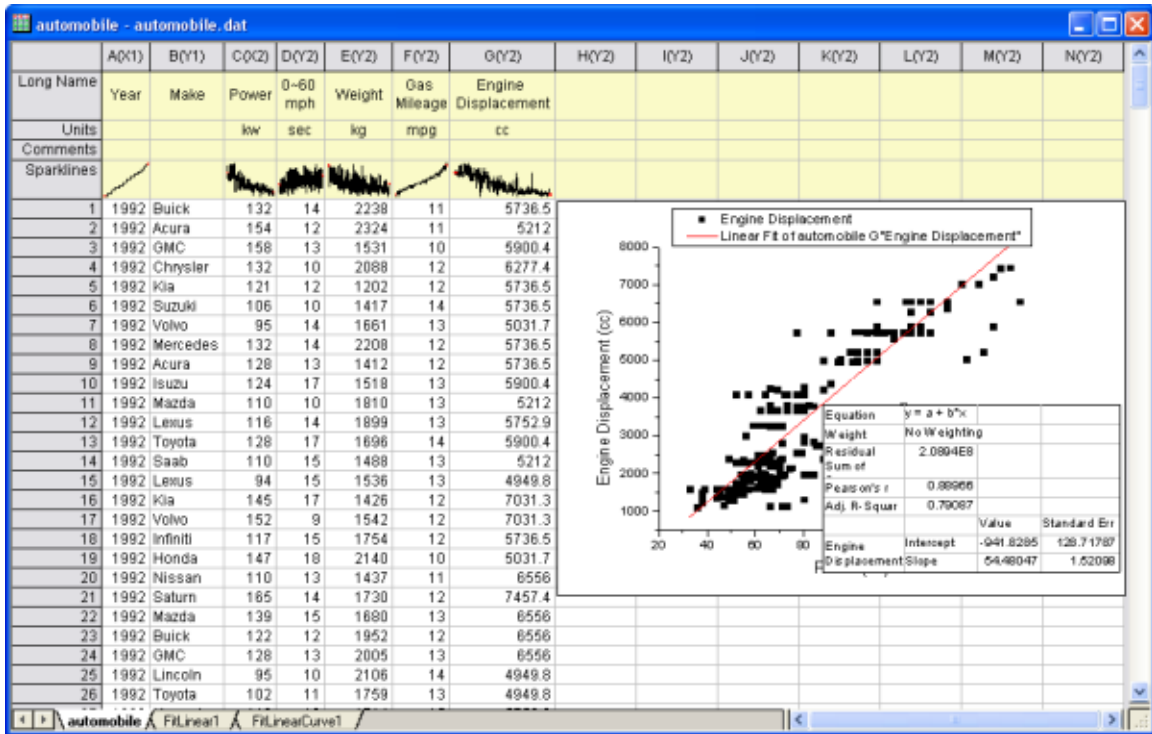 automobile - automobile.dat
A(X1) B(Y1) C(X2) D(Y2) E(Y2) F(Y2) G(Y2) H(Y2) I(Y2) J(Y2) K(Y2) L(Y2) M(Y2) N(Y2)
Long Name Year Make Power 0~60 mph Weight Gas Mileage Engine Displacement
Units kw sec kg mpg cc
Comments
Sparklines
1 1992 Buick 132 14 2238 11 5736.5
2 1992 Acura 154 12 2324 11 5212
3 1992 GMC 158 13 1531 10 5900.4
4 1992 Chrysler 132 10 2088 12 6277.4
5 1992 Kia 121 12 1202 12 5736.5
6 1992 Suzuki 106 10 1417 14 5736.5
7 1992 Volvo 95 14 1661 13 5031.7
8 1992 Mercedes 132 14 2208 12 5736.5
9 1992 Acura 128 13 1412 12 5736.5
10 1992 Isuzu 124 17 1518 13 5900.4
11 1992 Mazda 110 10 1810 13 5212
12 1992 Lexus 116 14 1899 13 5752.9
13 1992 Toyota 128 17 1696 14 5900.4
14 1992 Saab 110 15 1488 13 5212
15 1992 Lexus 94 15 1536 13 4949.8
16 1992 Kia 145 17 1426 12 7031.3
17 1992 Volvo 152 9 1542 12 7031.3
18 1992 Infiniti 117 15 1754 12 5736.5
19 1992 Honda 147 18 2140 10 5031.7
20 1992 Nissan 110 13 1437 11 6556
21 1992 Saturn 165 14 1730 12 7457.4
22 1992 Mazda 139 15 1680 13 6556
23 1992 Buick 122 12 1952 12 6556
24 1992 GMC 128 13 2005 13 6556
25 1992 Lincoln 95 10 2106 14 4949.8
26 1992 Toyota 102 11 1759 13 4949.8
Engine Displacement
Linear Fit of automobile G"Engine Displacement"
Engine Displacement (cc)
8000
7000
6000
5000
4000
3000
2000
1000
20 40 60 80
Equation y = a + b*x
Weight No Weighting
Residual Sum of 2.0894E8
Pearson's r 0.88966
Adj. R-Squar 0.79087
Value Standard Err
Engine Displacement Intercept -941.8285 128.71787
Slope 54.48047 1.52098
automobile FitLinear1 FitLinearCurve1